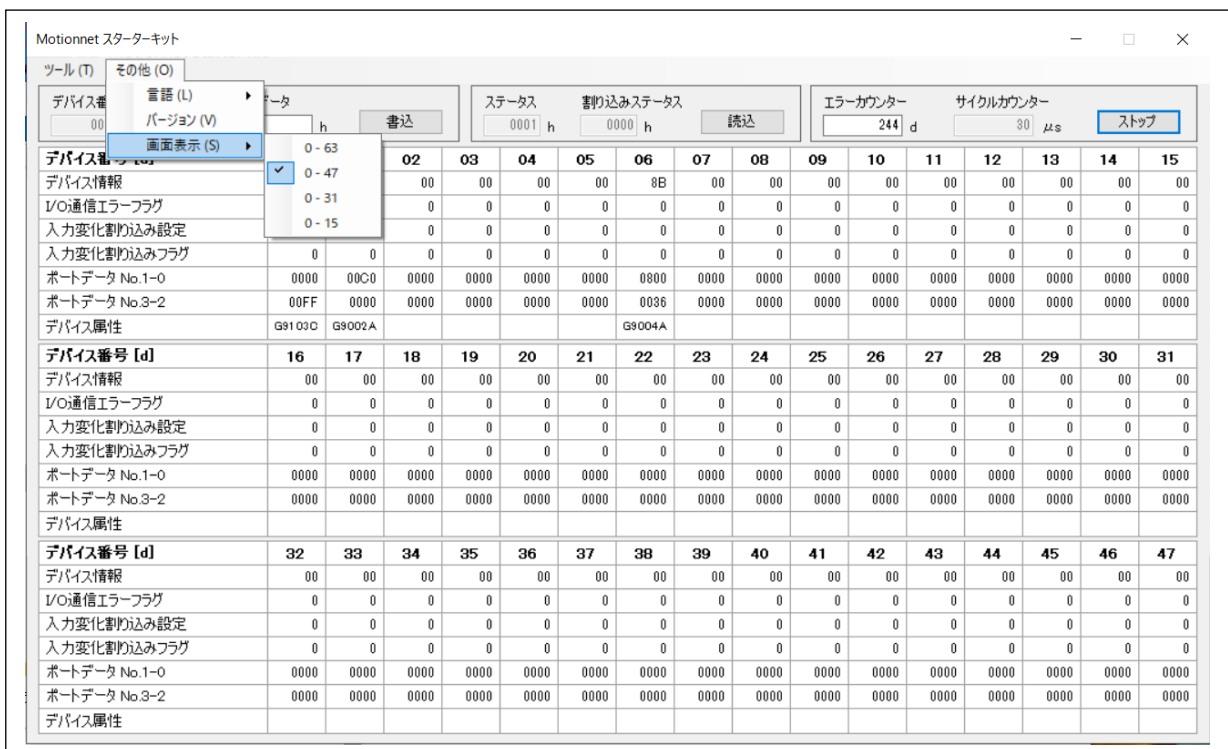 Motionnet スターターキット
ツール (T) その他 (O)
言語 (L)
バージョン (V)
画面表示 (S)
0 - 63
0 - 47
0 - 31
0 - 15
デバイス番
00
データ
h 書込
ステータス 割り込みステータス
0001 h 0000 h 読込
エラーカウンター サイクルカウンター
244 d 30 μs ストップ
デバイス番号 [d] 02 03 04 05 06 07 08 09 10 11 12 13 14 15
デバイス情報 00 00 00 00 8B 00 00 00 00 00 00 00 00 00
I/O通信エラーフラグ 0 0 0 0 0 0 0 0 0 0 0 0 0 0
入力変化割り込み設定 0 0 0 0 0 0 0 0 0 0 0 0 0 0
入力変化割り込みフラグ 0 0 0 0 0 0 0 0 0 0 0 0 0 0 0 0
ポートデータ No.1-0 0000 00C0 0000 0000 0000 0000 0800 0000 0000 0000 0000 0000 0000 0000 0000 0000
ポートデータ No.3-2 00FF 0000 0000 0000 0000 0000 0036 0000 0000 0000 0000 0000 0000 0000 0000 0000
デバイス属性 G9103C G9002A G9004A
デバイス番号 [d] 16 17 18 19 20 21 22 23 24 25 26 27 28 29 30 31
デバイス情報 00 00 00 00 00 00 00 00 00 00 00 00 00 00 00 00
I/O通信エラーフラグ 0 0 0 0 0 0 0 0 0 0 0 0 0 0 0 0
入力変化割り込み設定 0 0 0 0 0 0 0 0 0 0 0 0 0 0 0 0
入力変化割り込みフラグ 0 0 0 0 0 0 0 0 0 0 0 0 0 0 0 0
ポートデータ No.1-0 0000 0000 0000 0000 0000 0000 0000 0000 0000 0000 0000 0000 0000 0000 0000 0000
ポートデータ No.3-2 0000 0000 0000 0000 0000 0000 0000 0000 0000 0000 0000 0000 0000 0000 0000 0000
デバイス属性
デバイス番号 [d] 32 33 34 35 36 37 38 39 40 41 42 43 44 45 46 47
デバイス情報 00 00 00 00 00 00 00 00 00 00 00 00 00 00 00 00
I/O通信エラーフラグ 0 0 0 0 0 0 0 0 0 0 0 0 0 0 0 0
入力変化割り込み設定 0 0 0 0 0 0 0 0 0 0 0 0 0 0 0 0
入力変化割り込みフラグ 0 0 0 0 0 0 0 0 0 0 0 0 0 0 0 0
ポートデータ No.1-0 0000 0000 0000 0000 0000 0000 0000 0000 0000 0000 0000 0000 0000 0000 0000 0000
ポートデータ No.3-2 0000 0000 0000 0000 0000 0000 0000 0000 0000 0000 0000 0000 0000 0000 0000 0000
デバイス属性